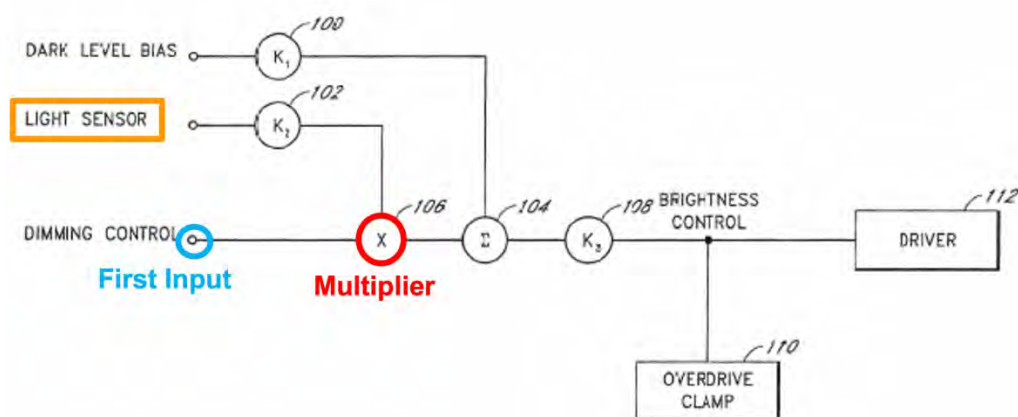 100
DARK LEVEL BIAS
K1
102
LIGHT SENSOR
K2
106
104
108
BRIGHTNESS
CONTROL
112
DIMMING CONTROL
X
Σ
K3
DRIVER
First Input
Multiplier
110
OVERDRIVE
CLAMP